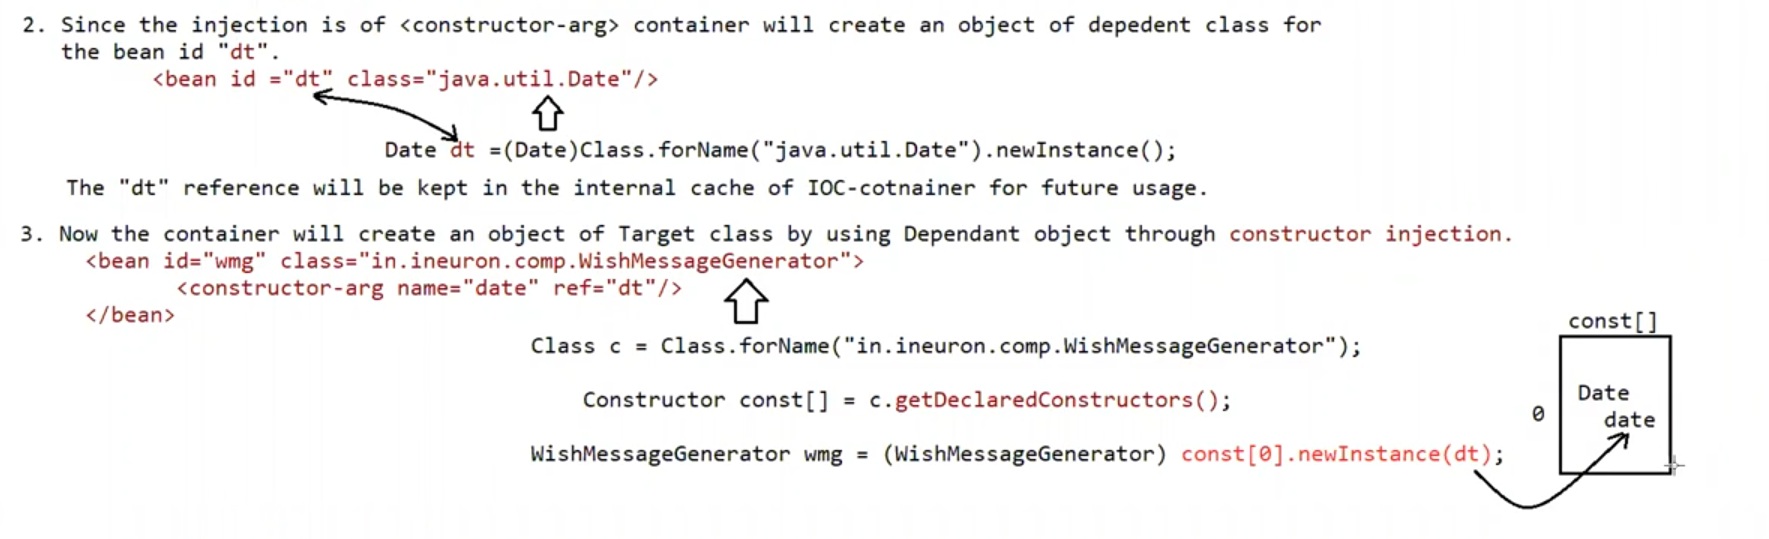 2. Since the injection is of <constructor-arg> container will create an object of depedent class for
the bean id "dt".
<bean id ="dt" class="java.util.Date"/>
Date dt =(Date)Class.forName("java.util.Date").newInstance();
The "dt" reference will be kept in the internal cache of IOC-cotnainer for future usage.
3. Now the container will create an object of Target class by using Dependant object through constructor injection.
<bean id="wmg" class="in.ineuron.comp.WishMessageGenerator">
<constructor-arg name="date" ref="dt"/>
</bean>
const[]
Class c = Class.forName("in.ineuron.comp.WishMessageGenerator");
Constructor const[] = c.getDeclaredConstructors();
Date
0
date
WishMessageGenerator wmg = (WishMessageGenerator) const[0].newInstance(dt);